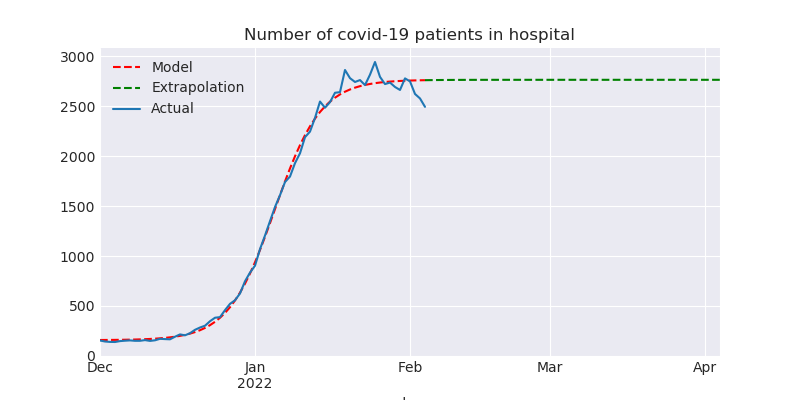 Number of covid-19 patients in hospital
3000
2500
2000
1500
1000
500
0
Model
Extrapolation
Actual
Dec
Jan
2022
Feb
Mar
Apr